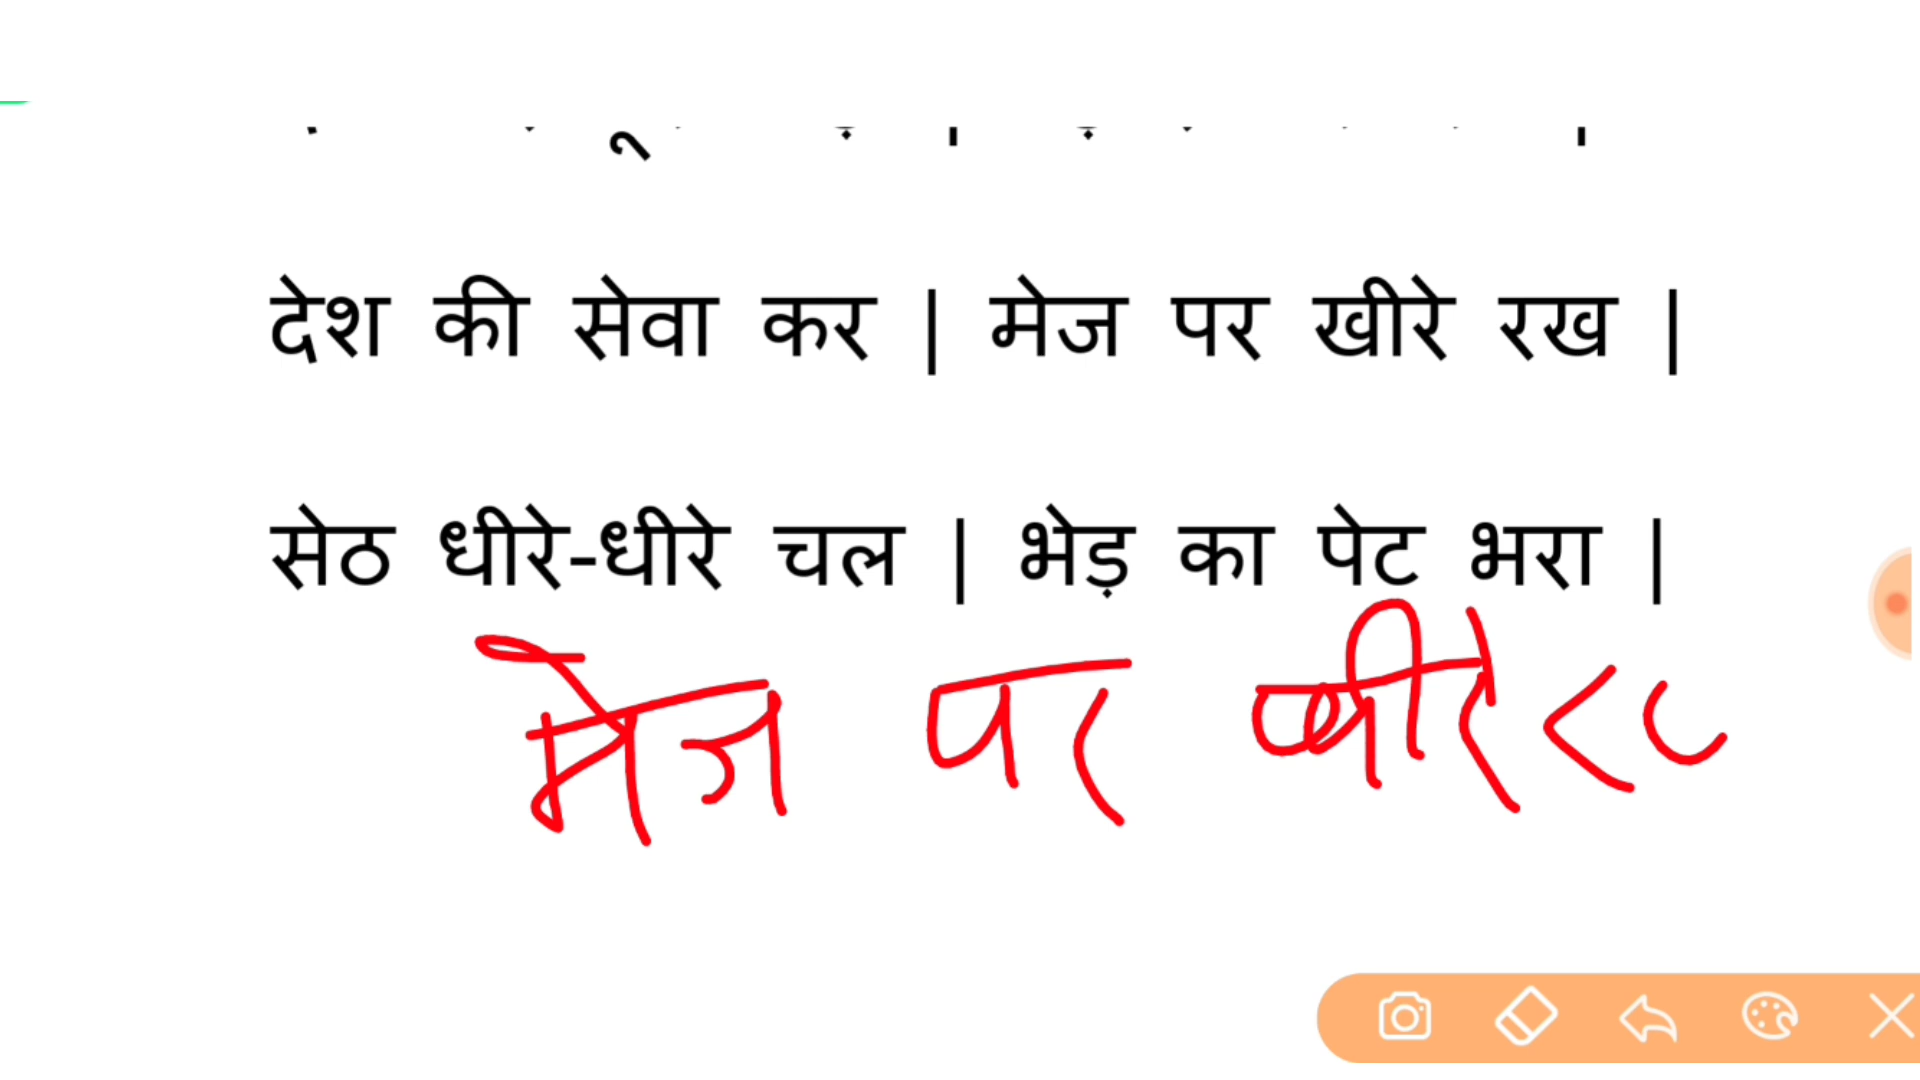 देश की सेवा कर | मेज पर खीरे रख |
सेठ धीरे-धीरे चल | भेड़ का पेट भरा |
मेज पर खीरे